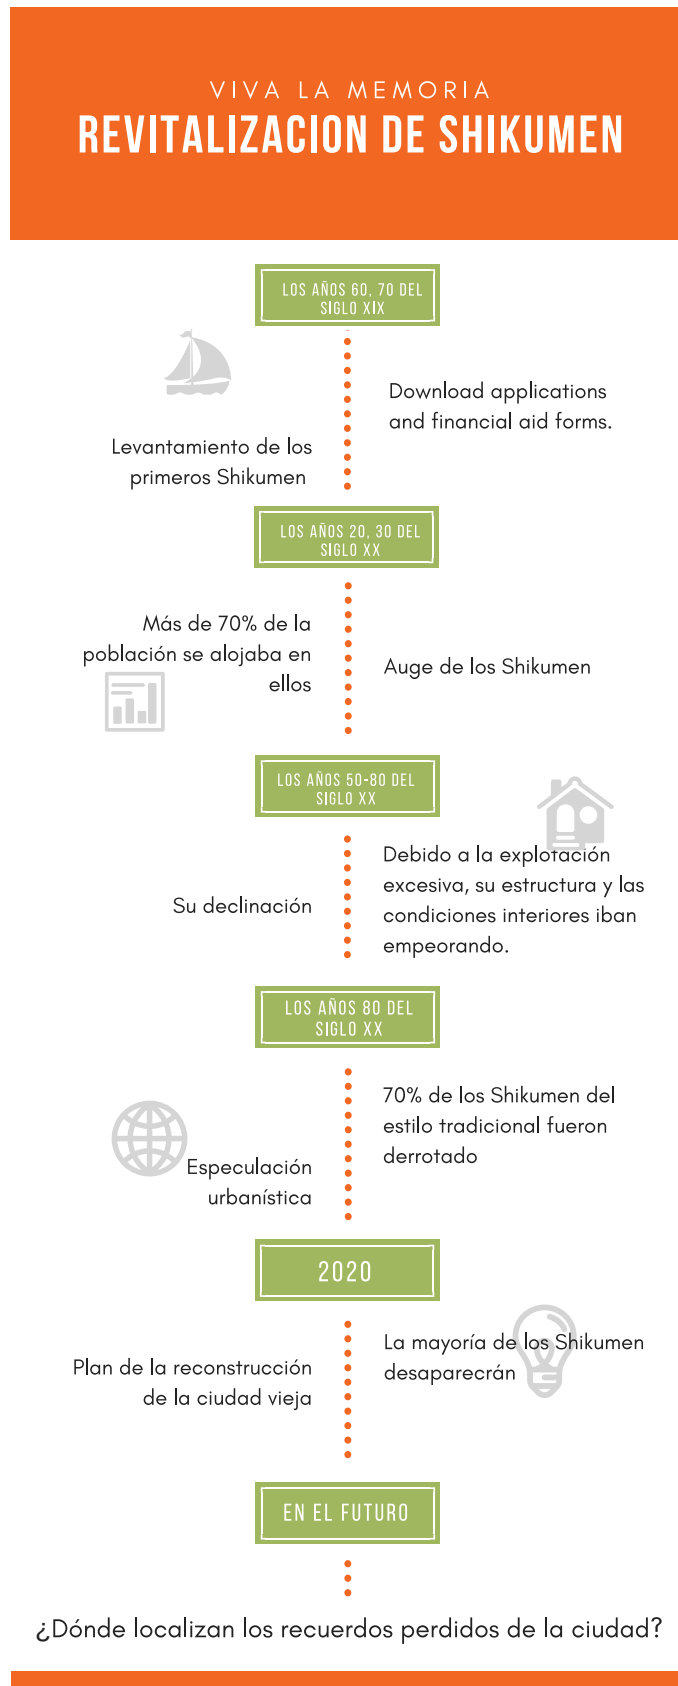 VIVA LA MEMORIA
REVITALIZACION DE SHIKUMEN
LOS AÑOS 60, 70 DEL
SIGLO XIX
Download applications
and financial aid forms.
Levantamiento de los
primeros Shikumen
LOS AÑOS 20, 30 DEL
SIGLO XX
Más de 70% de la
población se alojaba en
ellos
Auge de los Shikumen
LOS AÑOS 50-80 DEL
SIGLO XX
Su declinación
Debido a la explotación
excesiva, su estructura y las
condiciones interiores iban
empeorando.
LOS AÑOS 80 DEL
SIGLO XX
70% de los Shikumen del
estilo tradicional fueron
derrotado
Especulación
urbanística
2020
La mayoría de los Shikumen
desaparecrán
Plan de la reconstrucción
de la ciudad vieja
EN EL FUTURO
¿Dónde localizan los recuerdos perdidos de la ciudad?